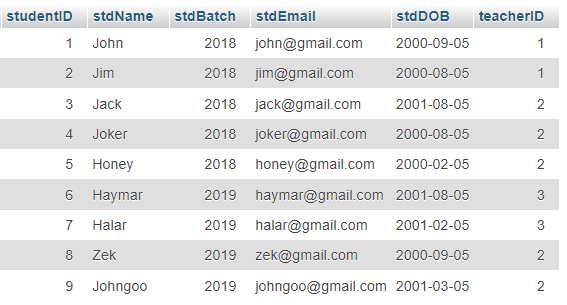 studentID stdName stdBatch stdEmail stdDOB teacherID
1 John 2018 john@gmail.com 2000-09-05 1
2 Jim 2018 jim@gmail.com 2000-08-05 1
3 Jack 2018 jack@gmail.com 2001-08-05 2
4 Joker 2018 joker@gmail.com 2000-08-05 2
5 Honey 2018 honey@gmail.com 2000-02-05 2
6 Haymar 2019 haymar@gmail.com 2001-08-05 3
7 Halar 2019 halar@gmail.com 2001-02-05 3
8 Zek 2019 zek@gmail.com 2000-09-05 2
9 Johngoo 2019 johngoo@gmail.com 2001-03-05 2